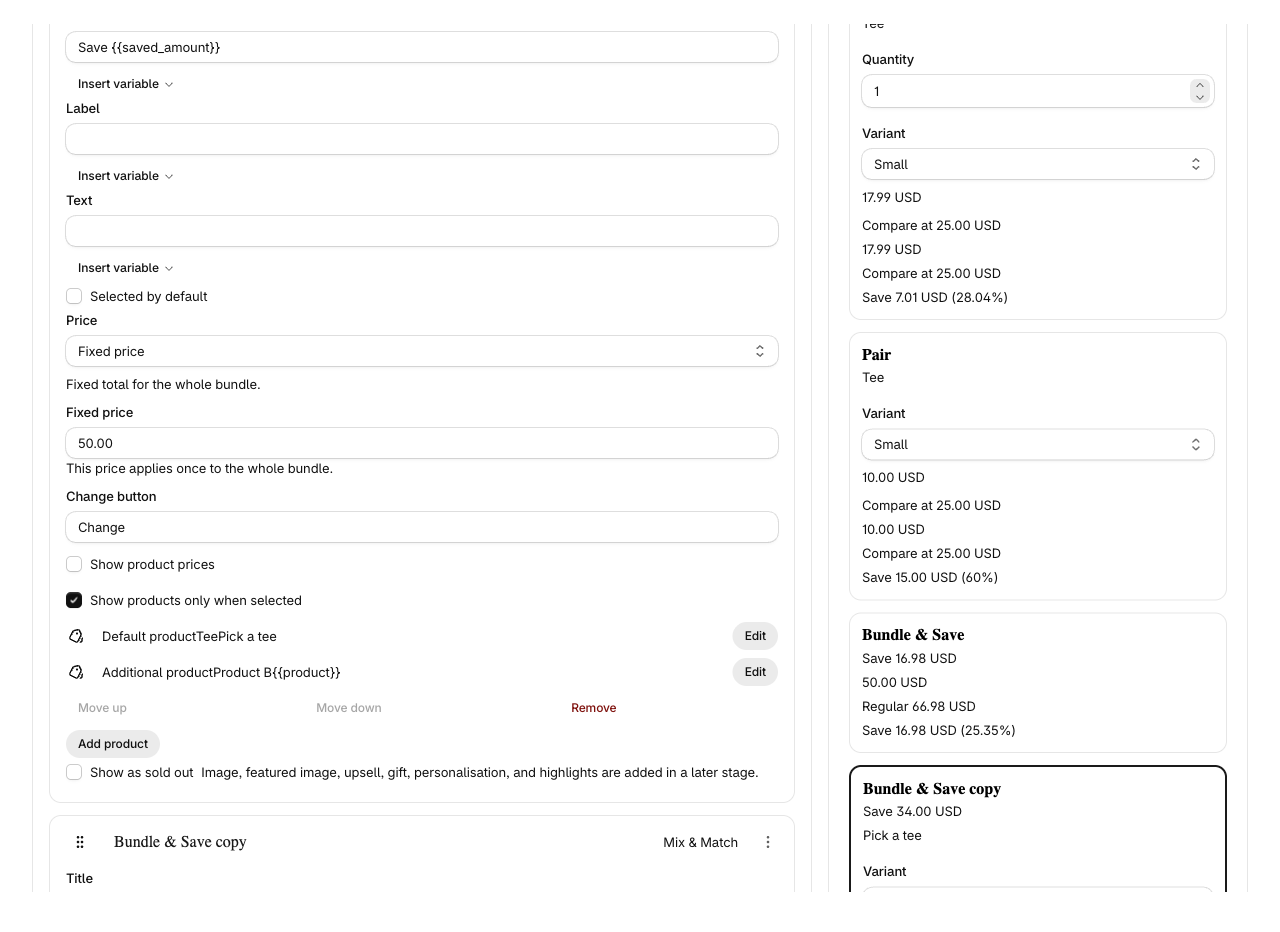 Save {{saved_amount}}
Insert variable
Label
Insert variable
Text
Insert variable
Selected by default
Price
Fixed price
Fixed total for the whole bundle.
Fixed price
50.00
This price applies once to the whole bundle.
Change button
Change
Show product prices
Show products only when selected
Default productTeePick a tee
Edit
Additional productProduct B{{product}}
Edit
Move up
Move down
Remove
Add product
Show as sold out Image, featured image, upsell, gift, personalisation, and highlights are added in a later stage.
Bundle & Save copy
Mix & Match
Title
Tee
Quantity
1
Variant
Small
17.99 USD
Compare at 25.00 USD
17.99 USD
Compare at 25.00 USD
Save 7.01 USD (28.04%)
Pair
Tee
Variant
Small
10.00 USD
Compare at 25.00 USD
10.00 USD
Compare at 25.00 USD
Save 15.00 USD (60%)
Bundle & Save
Save 16.98 USD
50.00 USD
Regular 66.98 USD
Save 16.98 USD (25.35%)
Bundle & Save copy
Save 34.00 USD
Pick a tee
Variant